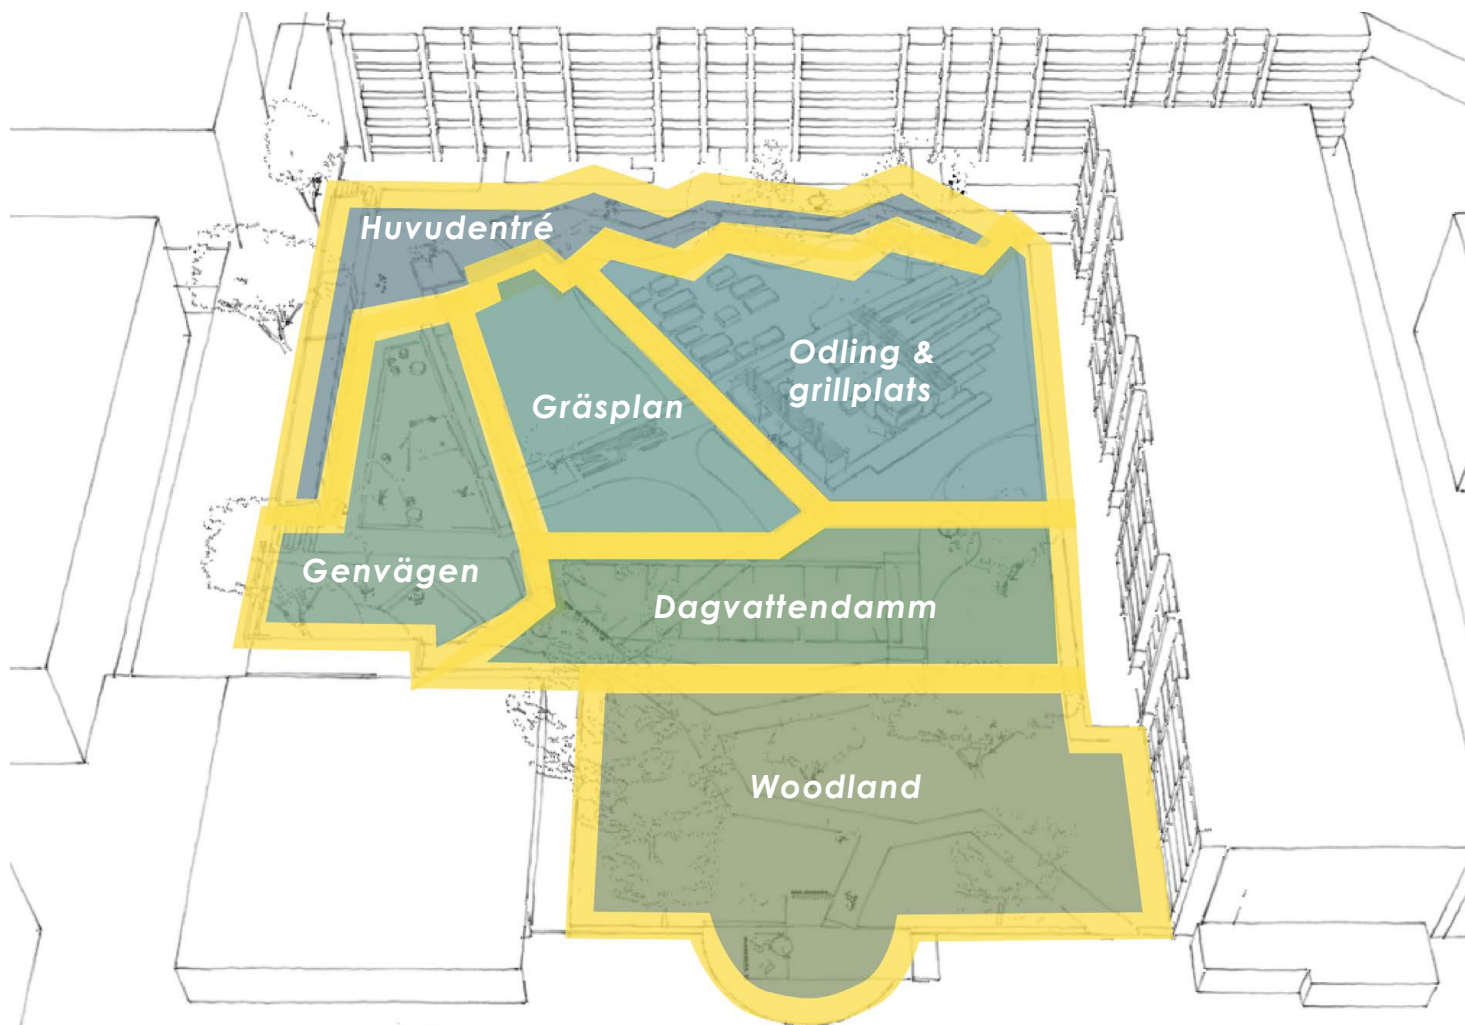 Huvudentré
Odling &
grillplats
Gräsplan
Genvägen
Dagvattendamm
Woodland